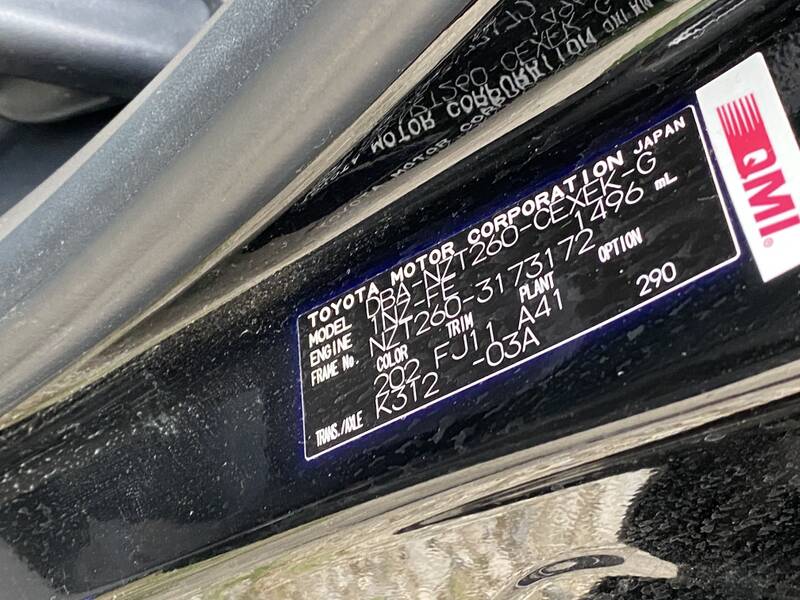 TOYOTA MOTOR CORPORATION JAPAN
MODEL DBA-NZT260-CEXEK-G
ENGINE 1NZ-FE 1496 mL
FRAME No. NZT260-3173172
COLOR TRIM PLANT OPTION
202 FJ11 A41 290
TRANS./AXLE K312 -03A
QMI®